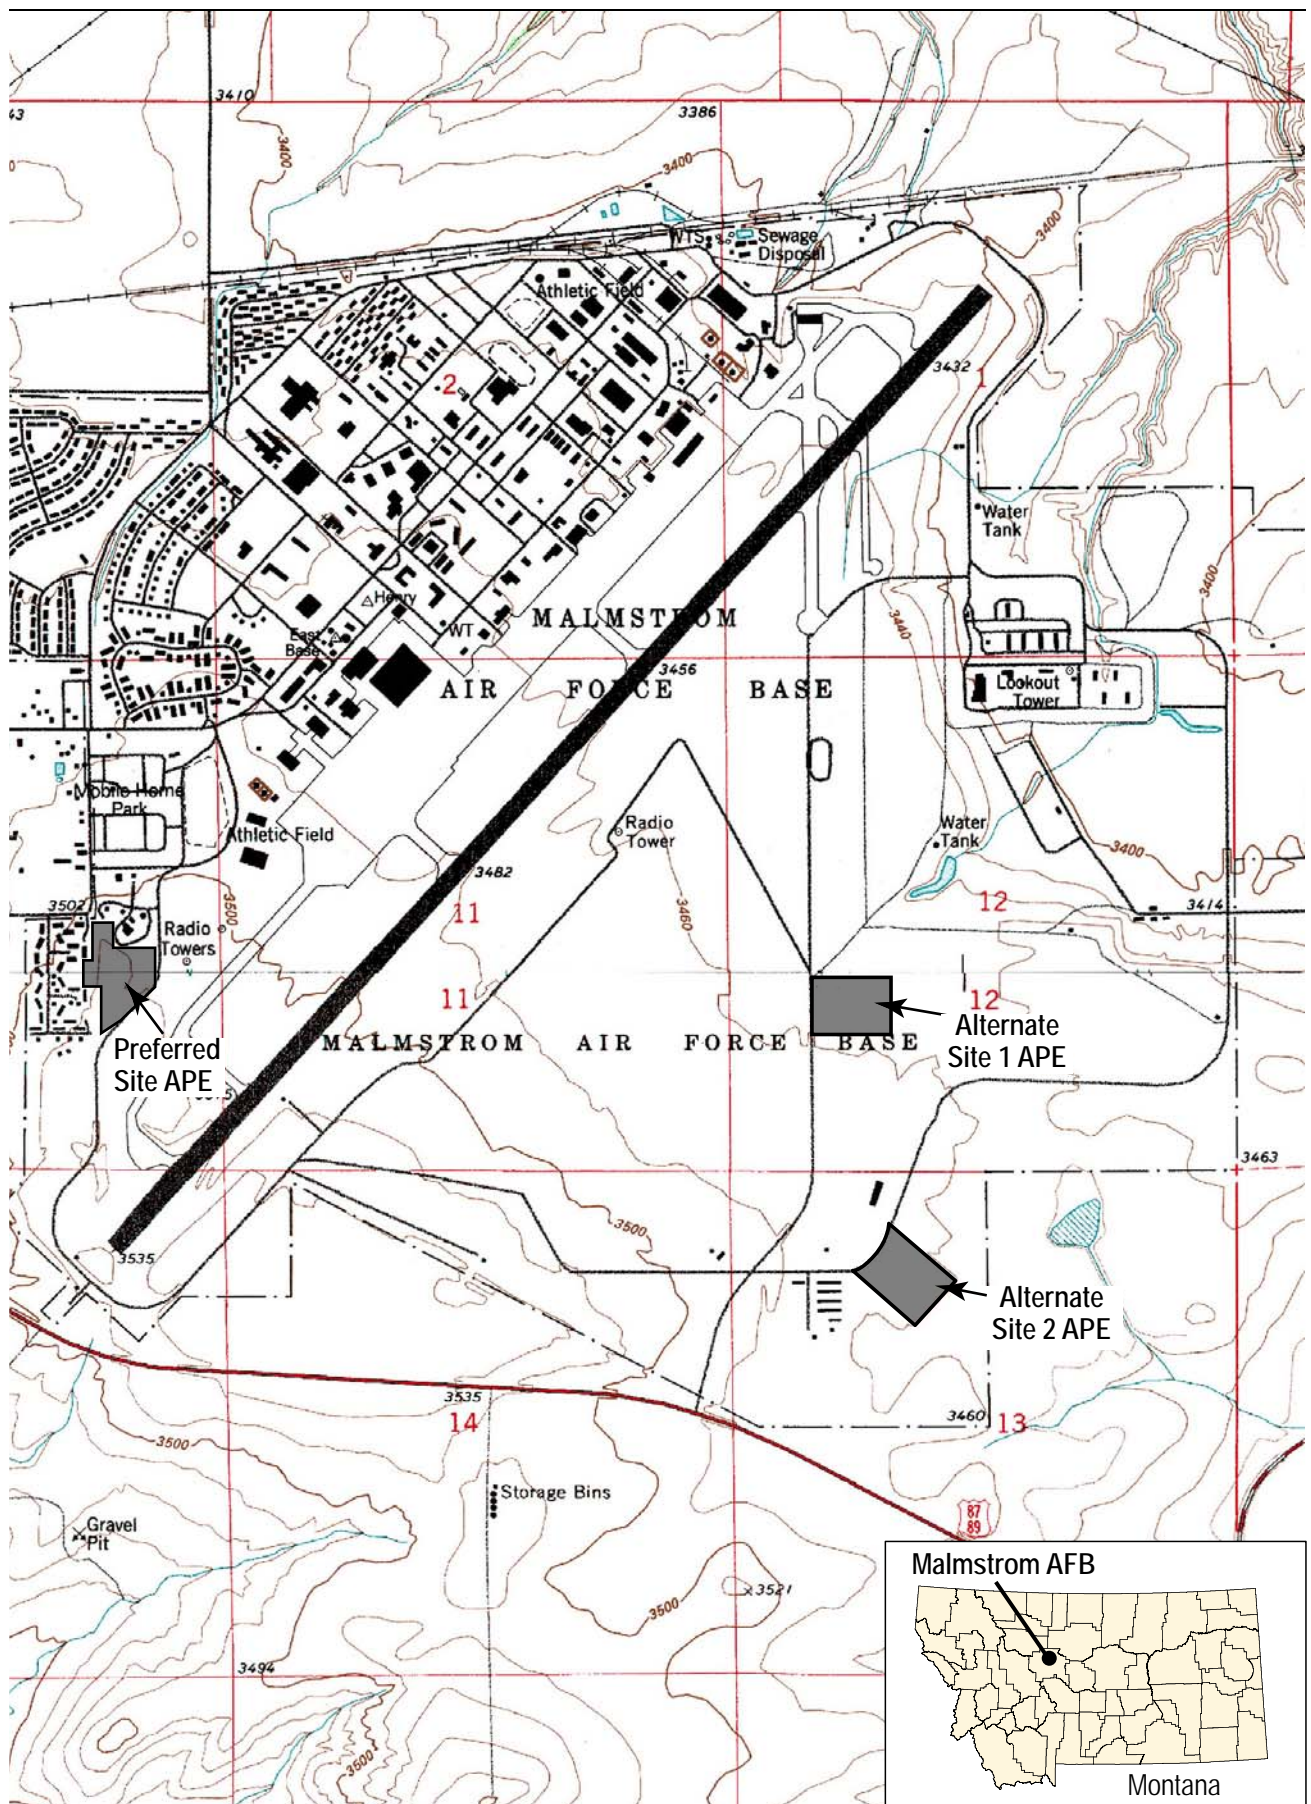 3410
3386
43
3400
3400
WTS
Sewage
Disposal
3400
Athletic Field
3432
2
1
Water
Tank
3400
Henry
East
Base
WT
MALMSTROM
3440
3456
AIR FORCE BASE
Lookout
Tower
Mobile Home
Park
Athletic Field
Radio
Tower
Water
Tank
3400
3482
3502
3500
11
3460
12
3414
Radio
Towers
11
12
Preferred
Site APE
Alternate
Site 1 APE
MALMSTROM AIR FORCE BASE
3463
3500
3535
Alternate
Site 2 APE
3535
14
3460
13
3500
Storage Bins
87
89
Gravel
Pit
3521
3500
3494
3500
Malmstrom AFB
Montana